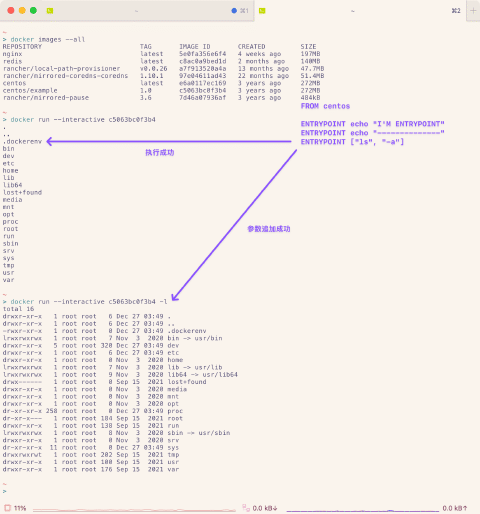 ~
⌘1
~
⌘2
~
> docker images --all
REPOSITORY TAG IMAGE ID CREATED SIZE
nginx latest 5e0fa356e6f4 4 weeks ago 197MB
redis latest c8ac0a9bed1d 2 months ago 140MB
rancher/local-path-provisioner v0.0.26 a7f913520a4a 13 months ago 47.7MB
rancher/mirrored-coredns-coredns 1.10.1 97e04611ad43 22 months ago 51.4MB
centos latest e6a0117ec169 3 years ago 272MB
centos/example 1.0 c5063bc0f3b4 3 years ago 272MB
rancher/mirrored-pause 3.6 7d46a07936af 3 years ago 484kB
FROM centos
ENTRYPOINT echo "I'M ENTRYPOINT"
ENTRYPOINT echo "--------------"
ENTRYPOINT ["ls", "-a"]
~
> docker run --interactive c5063bc0f3b4
.
..
.dockerenv
执行成功
bin
dev
etc
home
lib
lib64
lost+found
media
mnt
opt
proc
root
参数追加成功
run
sbin
srv
sys
tmp
usr
var
~
> docker run --interactive c5063bc0f3b4 -l
total 16
drwxr-xr-x 1 root root 6 Dec 27 03:49 .
drwxr-xr-x 1 root root 6 Dec 27 03:49 ..
-rwxr-xr-x 1 root root 0 Dec 27 03:49 .dockerenv
lrwxrwxrwx 1 root root 7 Nov 3 2020 bin -> usr/bin
drwxr-xr-x 5 root root 320 Dec 27 03:49 dev
drwxr-xr-x 1 root root 6 Dec 27 03:49 etc
drwxr-xr-x 2 root root 0 Nov 3 2020 home
lrwxrwxrwx 1 root root 7 Nov 3 2020 lib -> usr/lib
lrwxrwxrwx 1 root root 9 Nov 3 2020 lib64 -> usr/lib64
drwx------ 1 root root 0 Sep 15 2021 lost+found
drwxr-xr-x 1 root root 0 Nov 3 2020 media
drwxr-xr-x 1 root root 0 Nov 3 2020 mnt
drwxr-xr-x 1 root root 0 Nov 3 2020 opt
dr-xr-xr-x 258 root root 0 Dec 27 03:49 proc
dr-xr-x--- 1 root root 184 Sep 15 2021 root
drwxr-xr-x 1 root root 138 Sep 15 2021 run
lrwxrwxrwx 1 root root 8 Nov 3 2020 sbin -> usr/sbin
drwxr-xr-x 1 root root 0 Nov 3 2020 srv
dr-xr-xr-x 11 root root 0 Dec 27 03:49 sys
drwxrwxrwt 1 root root 202 Sep 15 2021 tmp
drwxr-xr-x 1 root root 100 Sep 15 2021 usr
drwxr-xr-x 1 root root 176 Sep 15 2021 var
~
>
11%
0.0 kB↓
0.0 kB↑